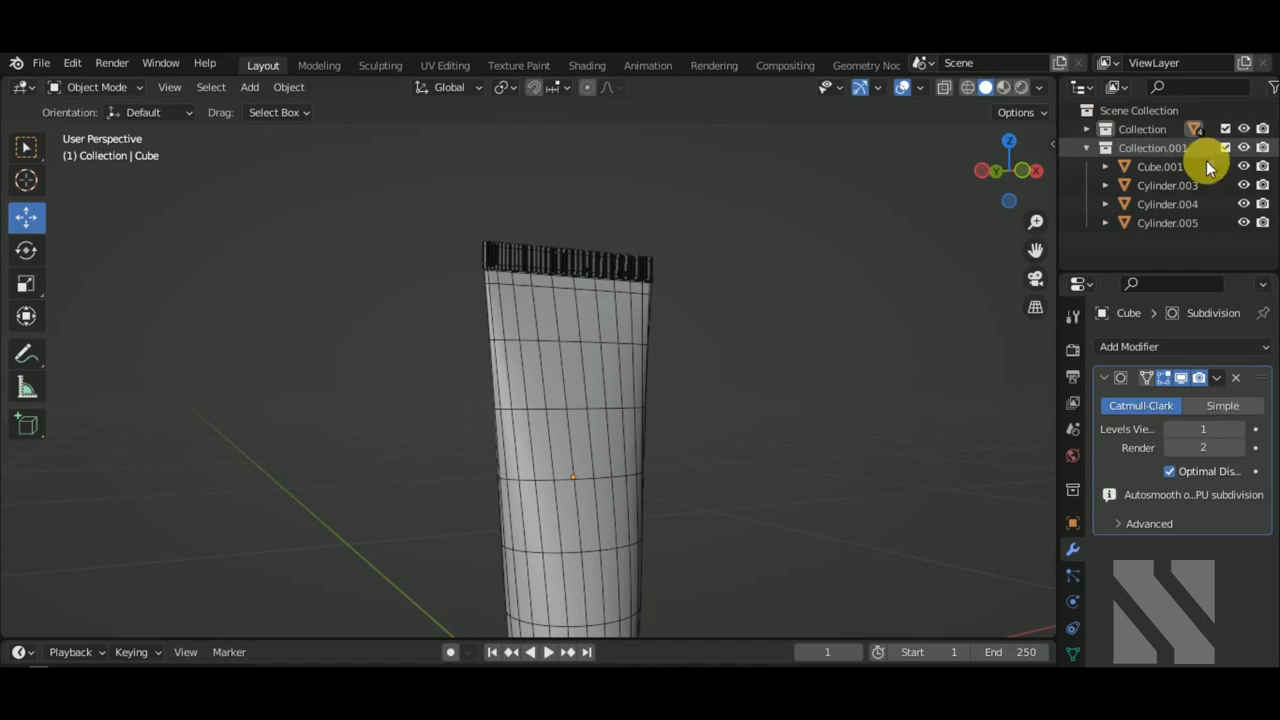 File Edit Render Window Help
Layout Modeling Sculpting UV Editing Texture Paint Shading Animation Rendering Compositing Geometry Noc
Scene
ViewLayer
Object Mode View Select Add Object
Global
Orientation: Default Drag: Select Box
Options
User Perspective
(1) Collection | Cube
Z
Y
X
Scene Collection
Collection
4
Collection.001
Cube.001
Cylinder.003
Cylinder.004
Cylinder.005
Cube > Subdivision
Add Modifier
Catmull-Clark Simple
Levels Vie... 1
Render 2
Optimal Dis...
Autosmooth o...PU subdivision
Advanced
Playback Keying View Marker
1
Start 1
End 250